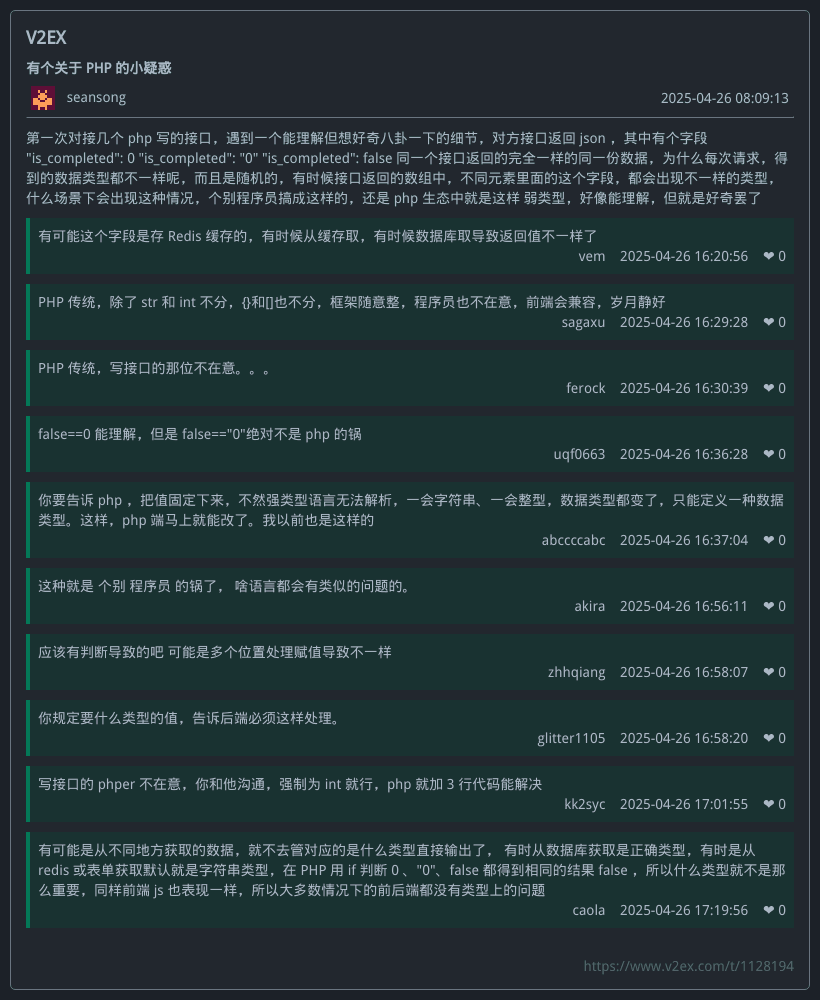 V2EX
有个关于 PHP 的小疑惑
seansong 2025-04-26 08:09:13
第一次对接几个 php 写的接口，遇到一个能理解但想好奇八卦一下的细节，对方接口返回 json ，其中有个字段
"is_completed": 0 "is_completed": "0" "is_completed": false 同一个接口返回的完全一样的同一份数据，为什么每次请求，得
到的数据类型都不一样呢，而且是随机的，有时候接口返回的数组中，不同元素里面的这个字段，都会出现不一样的类型，
什么场景下会出现这种情况，个别程序员搞成这样的，还是 php 生态中就是这样 弱类型，好像能理解，但就是好奇罢了
有可能这个字段是存 Redis 缓存的，有时候从缓存取，有时候数据库取导致返回值不一样了
vem 2025-04-26 16:20:56 ❤ 0
PHP 传统，除了 str 和 int 不分，{}和[]也不分，框架随意整，程序员也不在意，前端会兼容，岁月静好
sagaxu 2025-04-26 16:29:28 ❤ 0
PHP 传统，写接口的那位不在意。。。
ferock 2025-04-26 16:30:39 ❤ 0
false==0 能理解，但是 false=="0"绝对不是 php 的锅
uqf0663 2025-04-26 16:36:28 ❤ 0
你要告诉 php ，把值固定下来，不然强类型语言无法解析，一会字符串、一会整型，数据类型都变了，只能定义一种数据
类型。这样，php 端马上就能改了。我以前也是这样的
abccccabc 2025-04-26 16:37:04 ❤ 0
这种就是 个别 程序员 的锅了， 啥语言都会有类似的问题的。
akira 2025-04-26 16:56:11 ❤ 0
应该有判断导致的吧 可能是多个位置处理赋值导致不一样
zhhqiang 2025-04-26 16:58:07 ❤ 0
你规定要什么类型的值，告诉后端必须这样处理。
glitter1105 2025-04-26 16:58:20 ❤ 0
写接口的 phper 不在意，你和他沟通，强制为 int 就行，php 就加 3 行代码能解决
kk2syc 2025-04-26 17:01:55 ❤ 0
有可能是从不同地方获取的数据，就不去管对应的是什么类型直接输出了， 有时从数据库获取是正确类型，有时是从
redis 或表单获取默认就是字符串类型，在 PHP 用 if 判断 0 、"0"、false 都得到相同的结果 false ，所以什么类型就不是那
么重要，同样前端 js 也表现一样，所以大多数情况下的前后端都没有类型上的问题
caola 2025-04-26 17:19:56 ❤ 0
https://www.v2ex.com/t/1128194